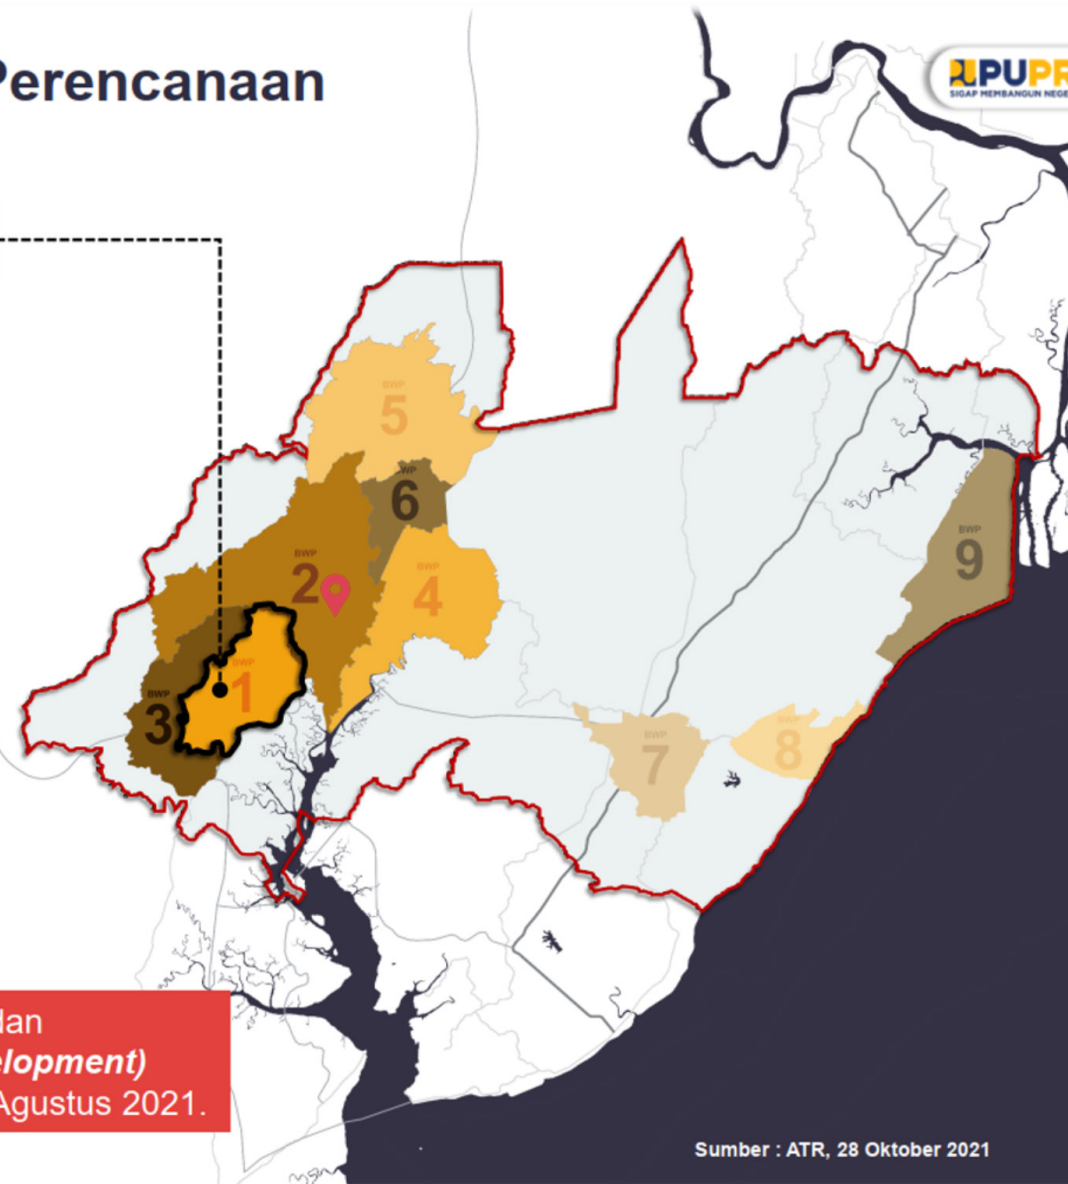 Perencanaan
PUPR
SIGAP MEMBANGUN NEGE
BWP
5
WP
6
BWP
2
BWP
4
BWP
9
BWP
1
BWP
3
BWP
7
BWP
8
dan
elopment)
Agustus 2021.
Sumber : ATR, 28 Oktober 2021